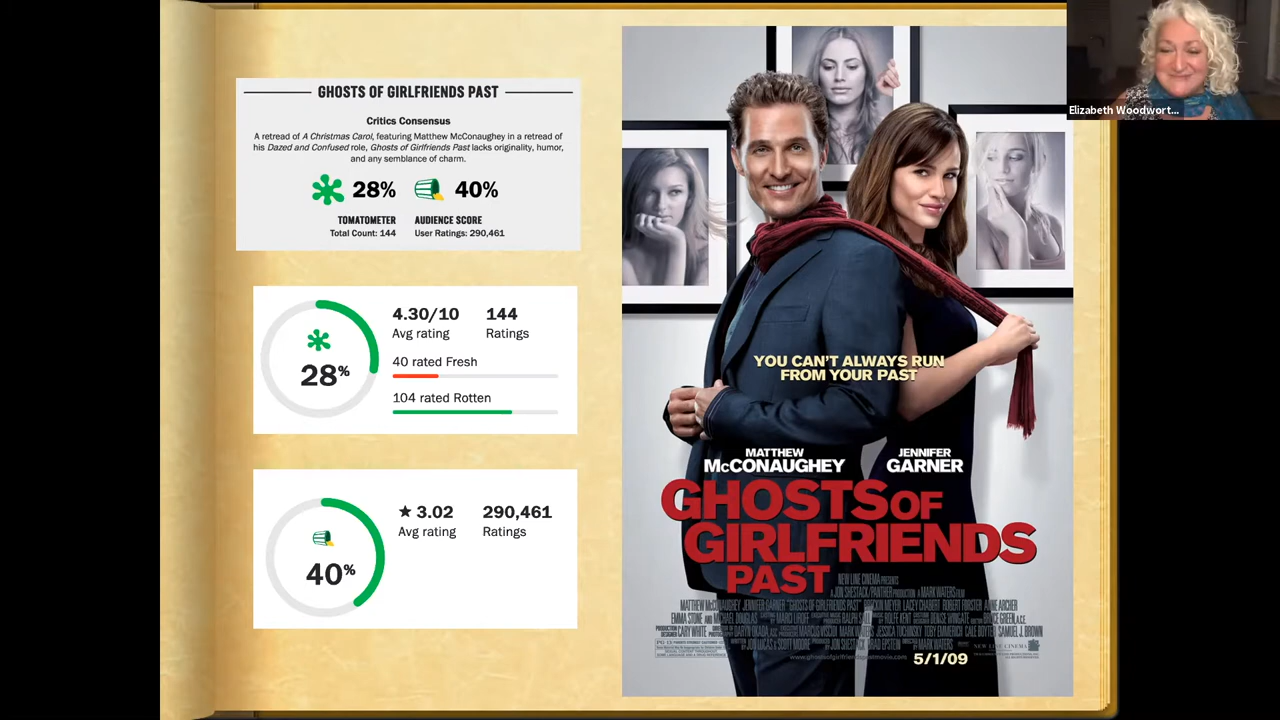 GHOSTS OF GIRLFRIENDS PAST
Critics Consensus
A retread of A Christmas Carol, featuring Matthew McConaughey in a retread of
his Dazed and Confused role, Ghosts of Girlfriends Past lacks originality, humor,
and any semblance of charm.
28% 40%
TOMATOMETER AUDIENCE SCORE
Total Count: 144 User Ratings: 290,461
4.30/10 144
Avg rating Ratings
28%
40 rated Fresh
104 rated Rotten
★ 3.02 290,461
Avg rating Ratings
40%
YOU CAN'T ALWAYS RUN
FROM YOUR PAST
MATTHEW
McCONAUGHEY
JENNIFER
GARNER
GHOSTS OF
GIRLFRIENDS
PAST
NEW LINE CINEMA PRESENTS
5/1/09
Elizabeth Woodwort...